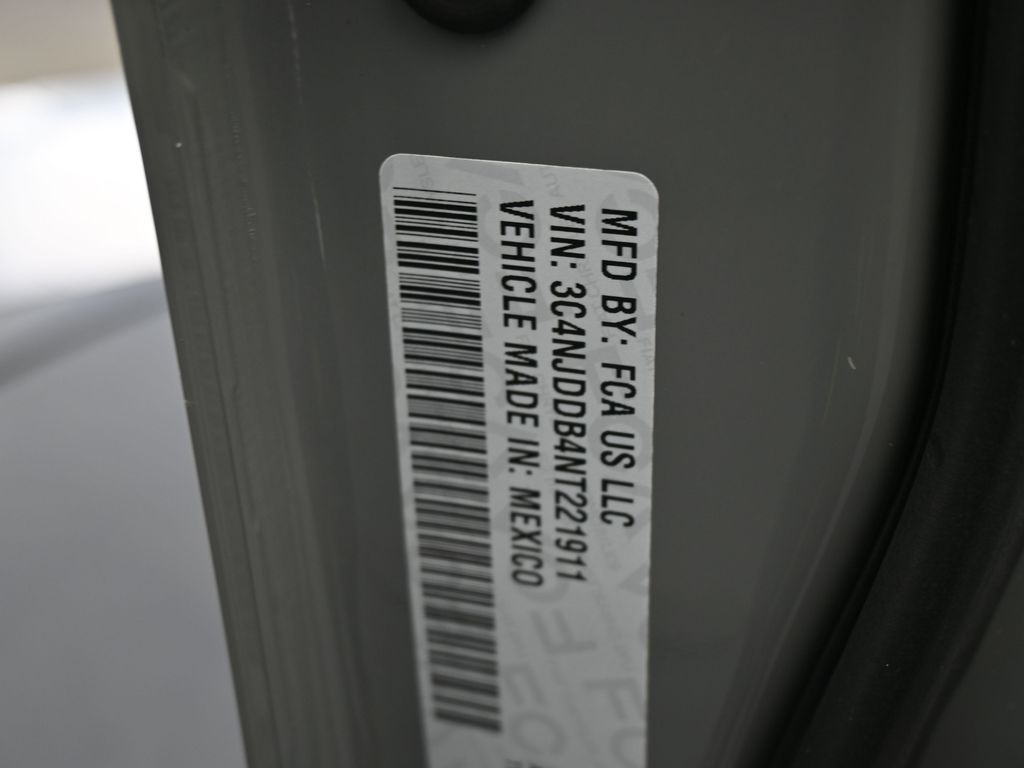 MFD BY: FCA US LLC
VIN: 3C4NJDDB4NT221911
VEHICLE MADE IN: MEXICO